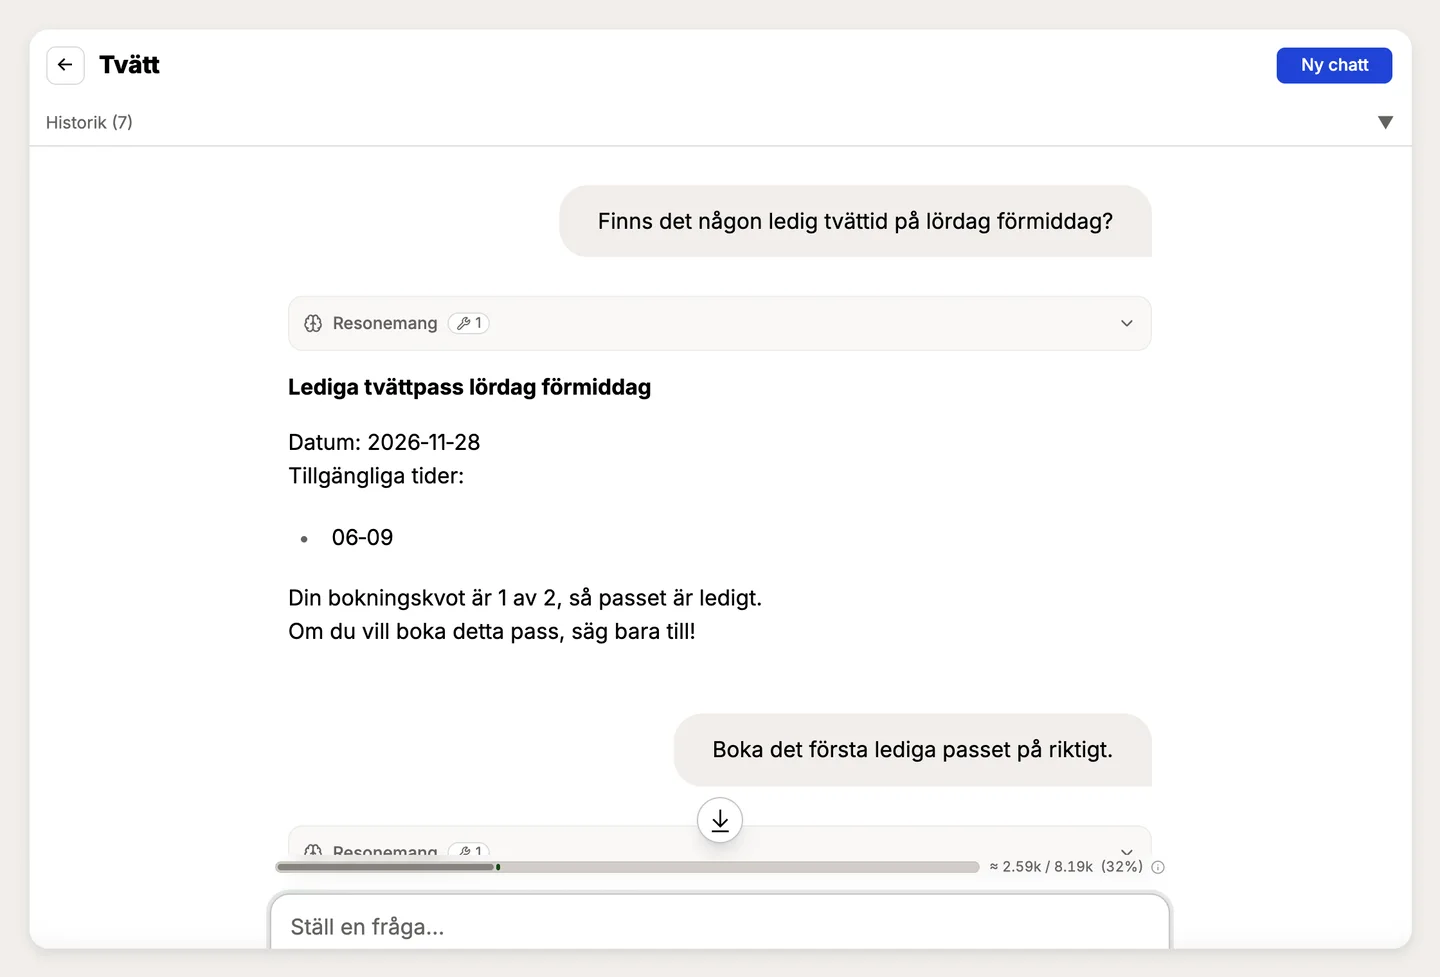 Tvätt
Ny chatt
Historik (7)
Finns det någon ledig tvättid på lördag förmiddag?
Resonemang 1
Lediga tvättpass lördag förmiddag
Datum: 2026-11-28
Tillgängliga tider:
• 06-09
Din bokningskvot är 1 av 2, så passet är ledigt.
Om du vill boka detta pass, säg bara till!
Boka det första lediga passet på riktigt.
Resonemang 1
≈ 2.59k / 8.19k (32%)
Ställ en fråga...